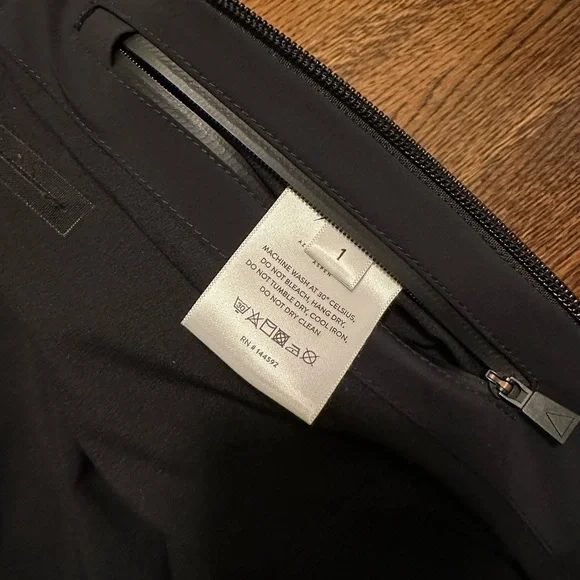 1
MACHINE WASH AT 30° CELSIUS,
DO NOT BLEACH, HANG DRY,
DO NOT TUMBLE DRY, COOL IRON.
DO NOT DRY CLEAN.
30
RN # 144592